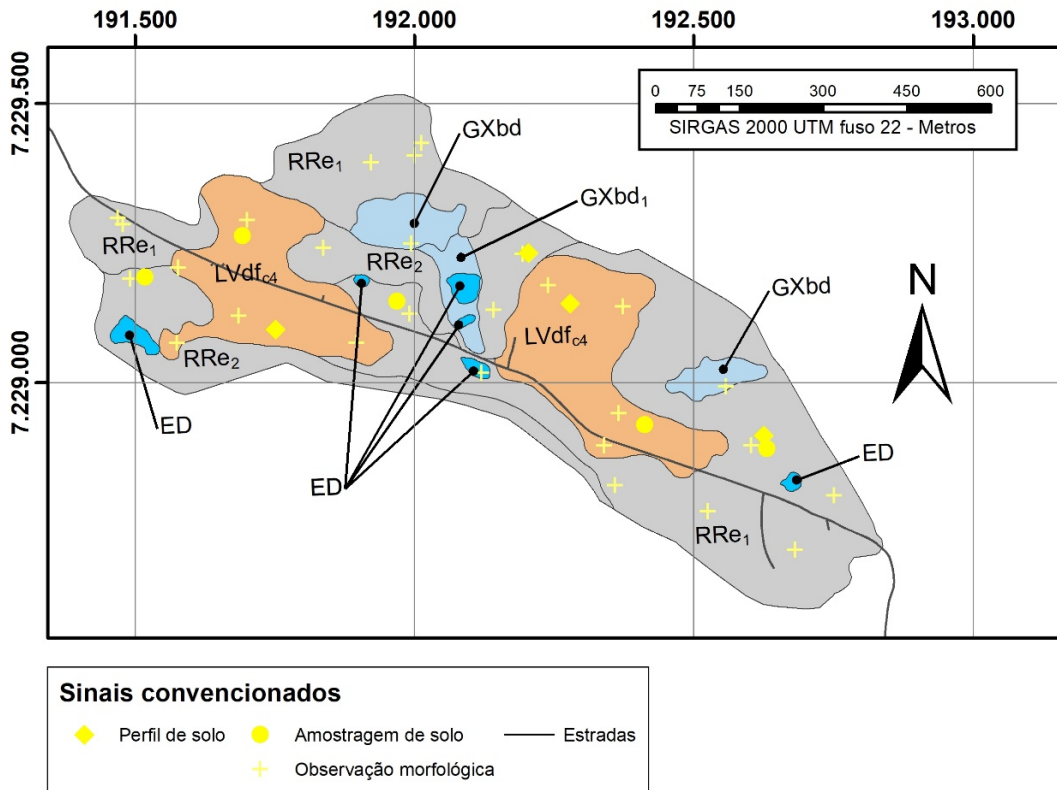 191.500 192.000 192.500 193.000
7.229.500
7.229.000
0 75 150 300 450 600
SIRGAS 2000 UTM fuso 22 - Metros
GXbd
RRe₁
GXbd₁
RRe₁
RRe₂
LVdfc4
GXbd
N
LVdfc4
RRe₂
ED
ED
ED
RRe₁
Sinais convencionados
Perfil de solo Amostragem de solo Estradas
Observação morfológica